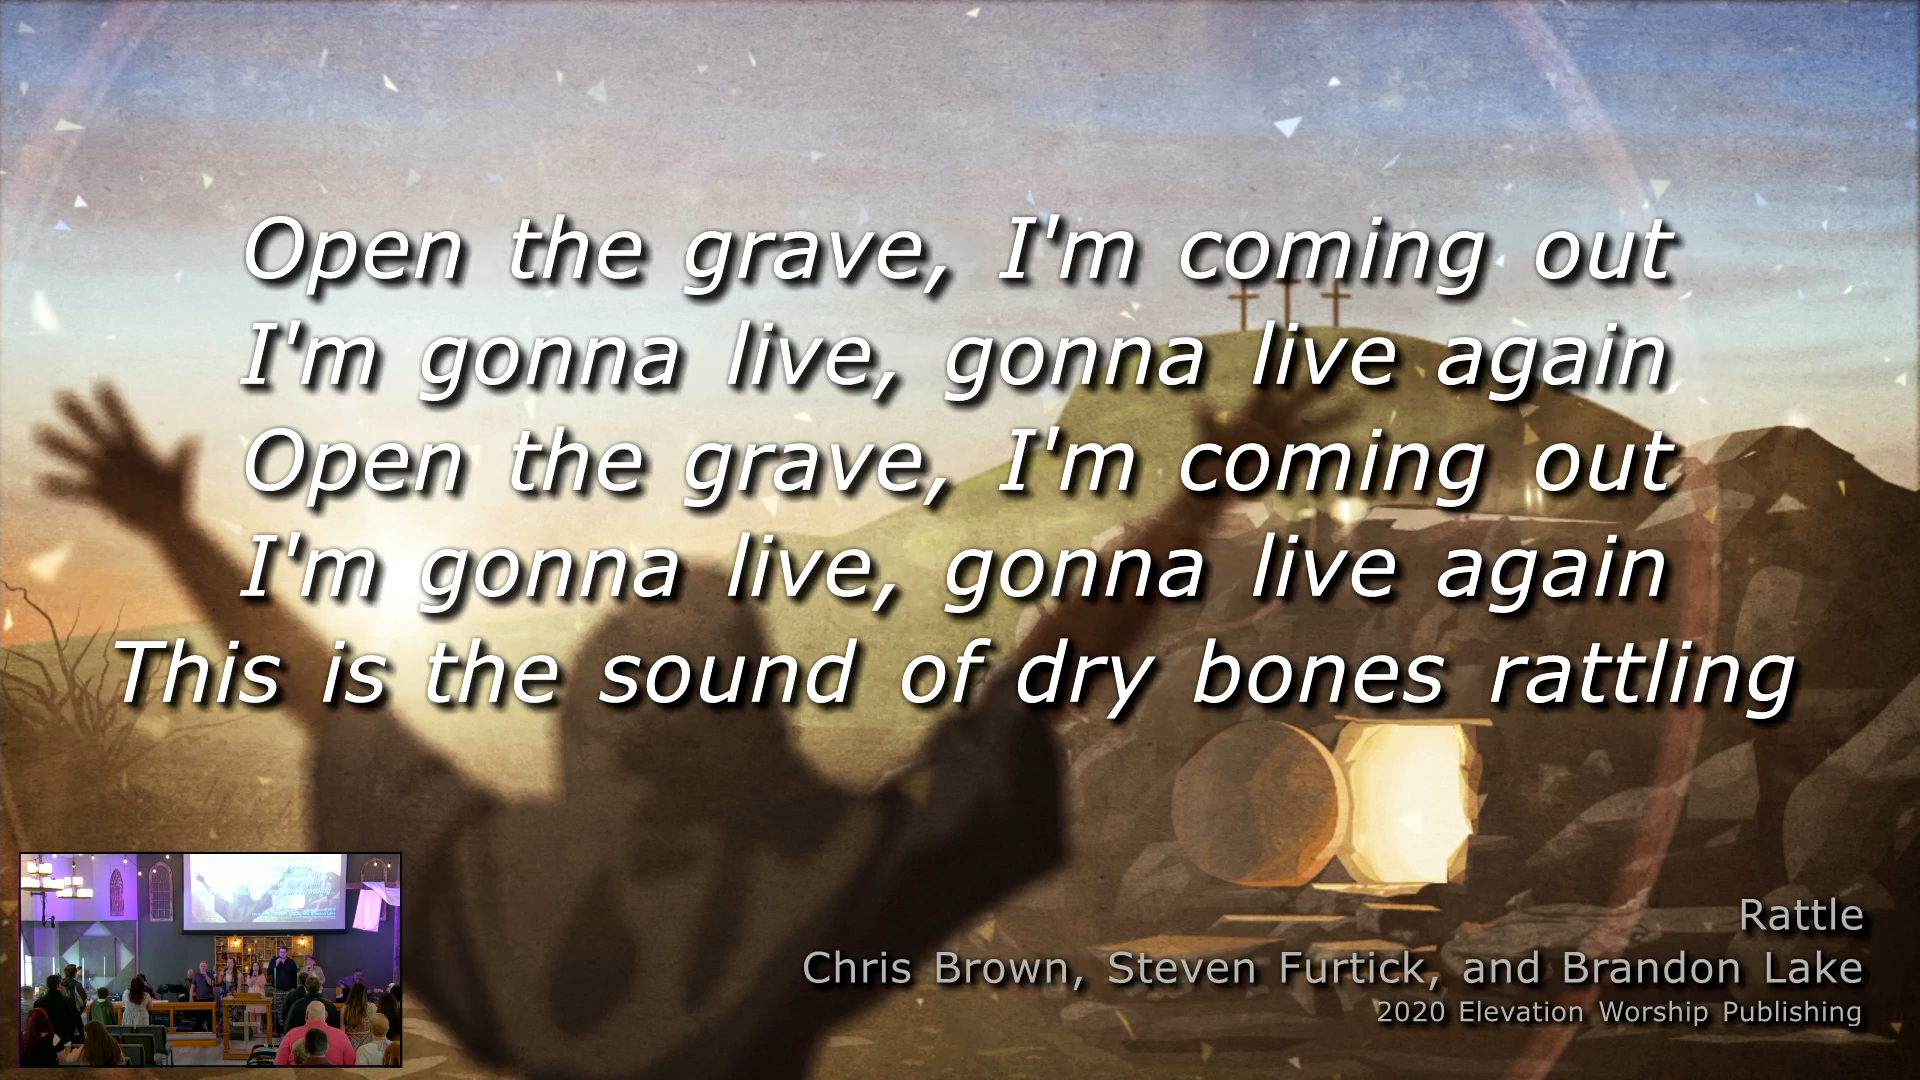 Open the grave, I'm coming out
I'm gonna live, gonna live again
Open the grave, I'm coming out
I'm gonna live, gonna live again
This is the sound of dry bones rattling
Rattle
Chris Brown, Steven Furtick, and Brandon Lake
2020 Elevation Worship Publishing